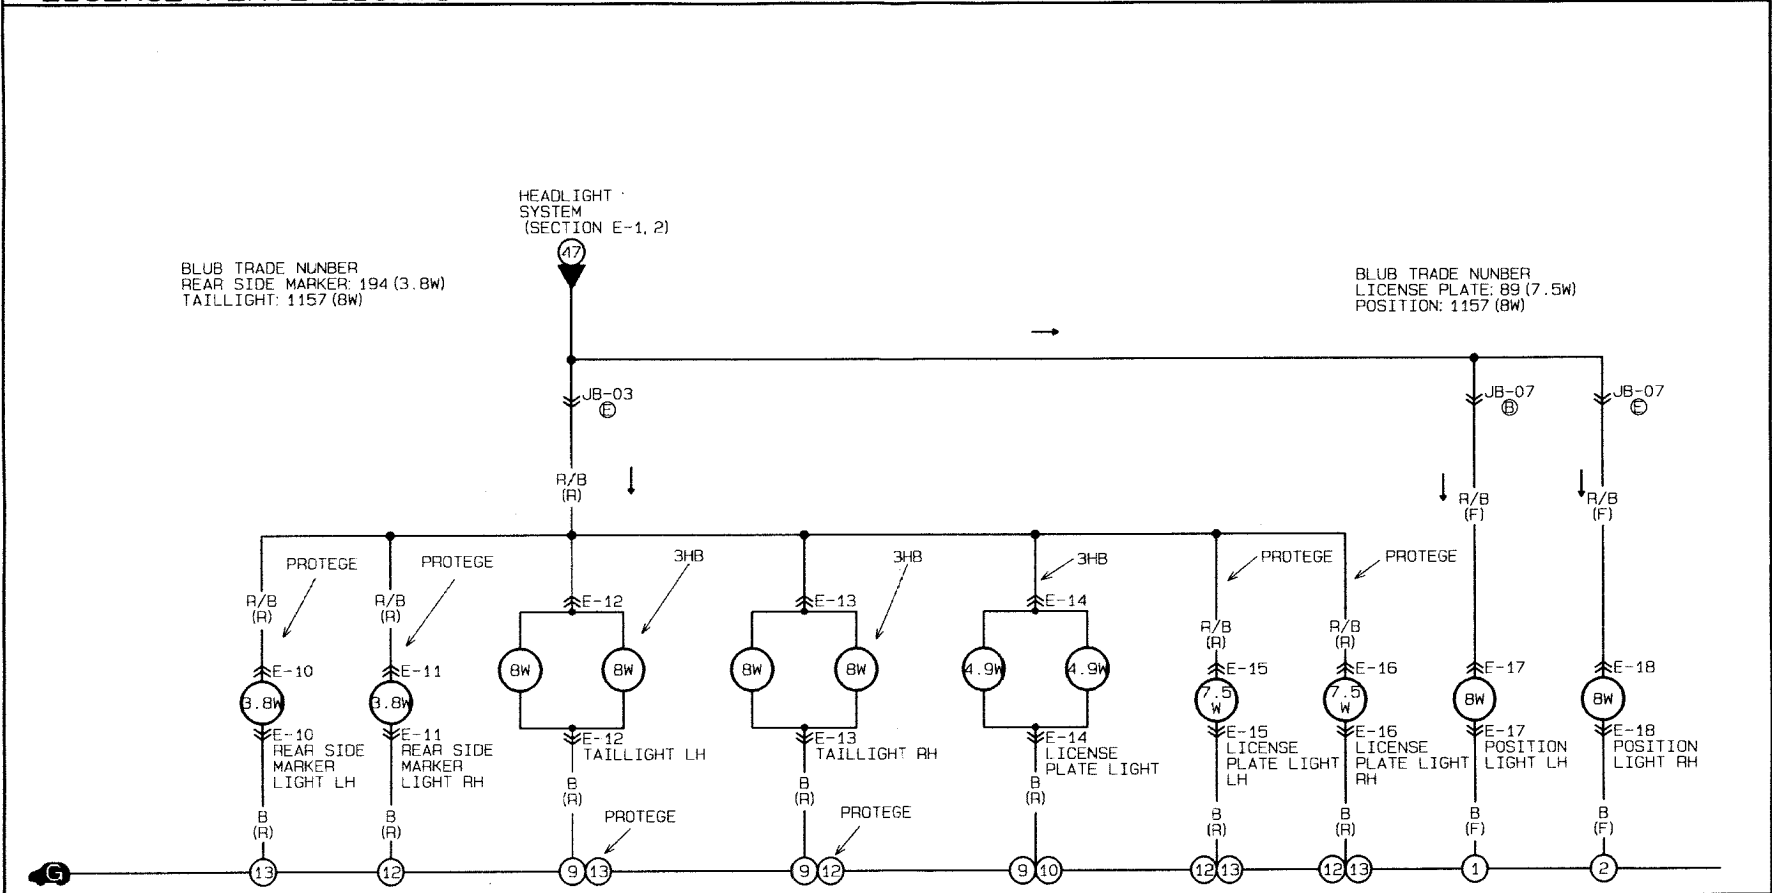 HEADLIGHT
SYSTEM
(SECTION E-1, 2)
47
BLUB TRADE NUNBER
REAR SIDE MARKER: 194 (3.8W)
TAILLIGHT: 1157 (8W)
BLUB TRADE NUNBER
LICENSE PLATE: 89 (7.5W)
POSITION: 1157 (8W)
JB-03
E
JB-07
B
JB-07
E
R/B
(R)
R/B
(F)
R/B
(F)
PROTEGE
PROTEGE
3HB
3HB
3HB
PROTEGE
PROTEGE
R/B
(R)
R/B
(R)
E-12
E-13
E-14
R/B
(R)
R/B
(R)
E-10
E-11
8W
8W
8W
8W
4.9W
4.9W
E-15
E-16
E-17
E-18
3.8W
3.8W
7.5
W
7.5
W
8W
8W
E-10
REAR SIDE
MARKER
LIGHT LH
E-11
REAR SIDE
MARKER
LIGHT RH
E-12
TAILLIGHT LH
E-13
TAILLIGHT RH
E-14
LICENSE
PLATE LIGHT
E-15
LICENSE
PLATE LIGHT
LH
E-16
LICENSE
PLATE LIGHT
RH
E-17
POSITION
LIGHT LH
E-18
POSITION
LIGHT RH
B
(R)
B
(R)
B
(R)
PROTEGE
B
(R)
PROTEGE
B
(R)
B
(R)
B
(R)
B
(F)
B
(F)
G
13
12
9 13
9 12
9 10
12 13
12 13
1
2